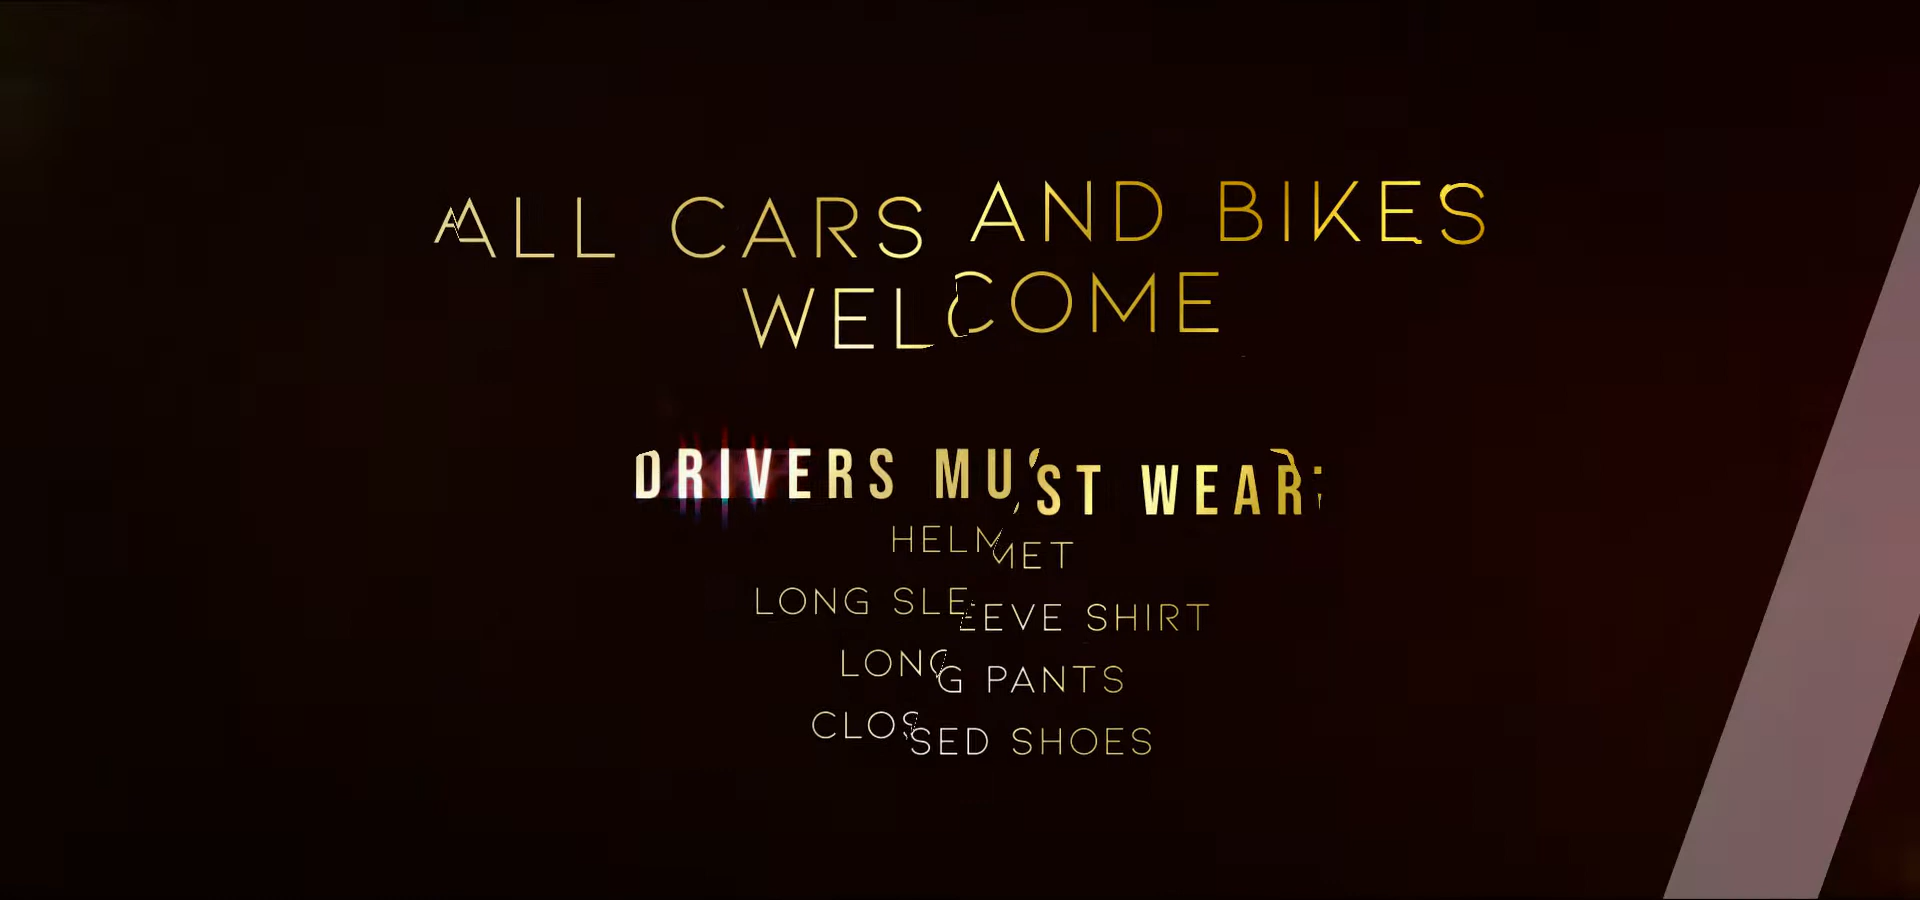 ALL CARS AND BIKES
WELCOME
DRIVERS MUST WEAR:
HELMET
LONG SLEEVE SHIRT
LONG PANTS
CLOSED SHOES